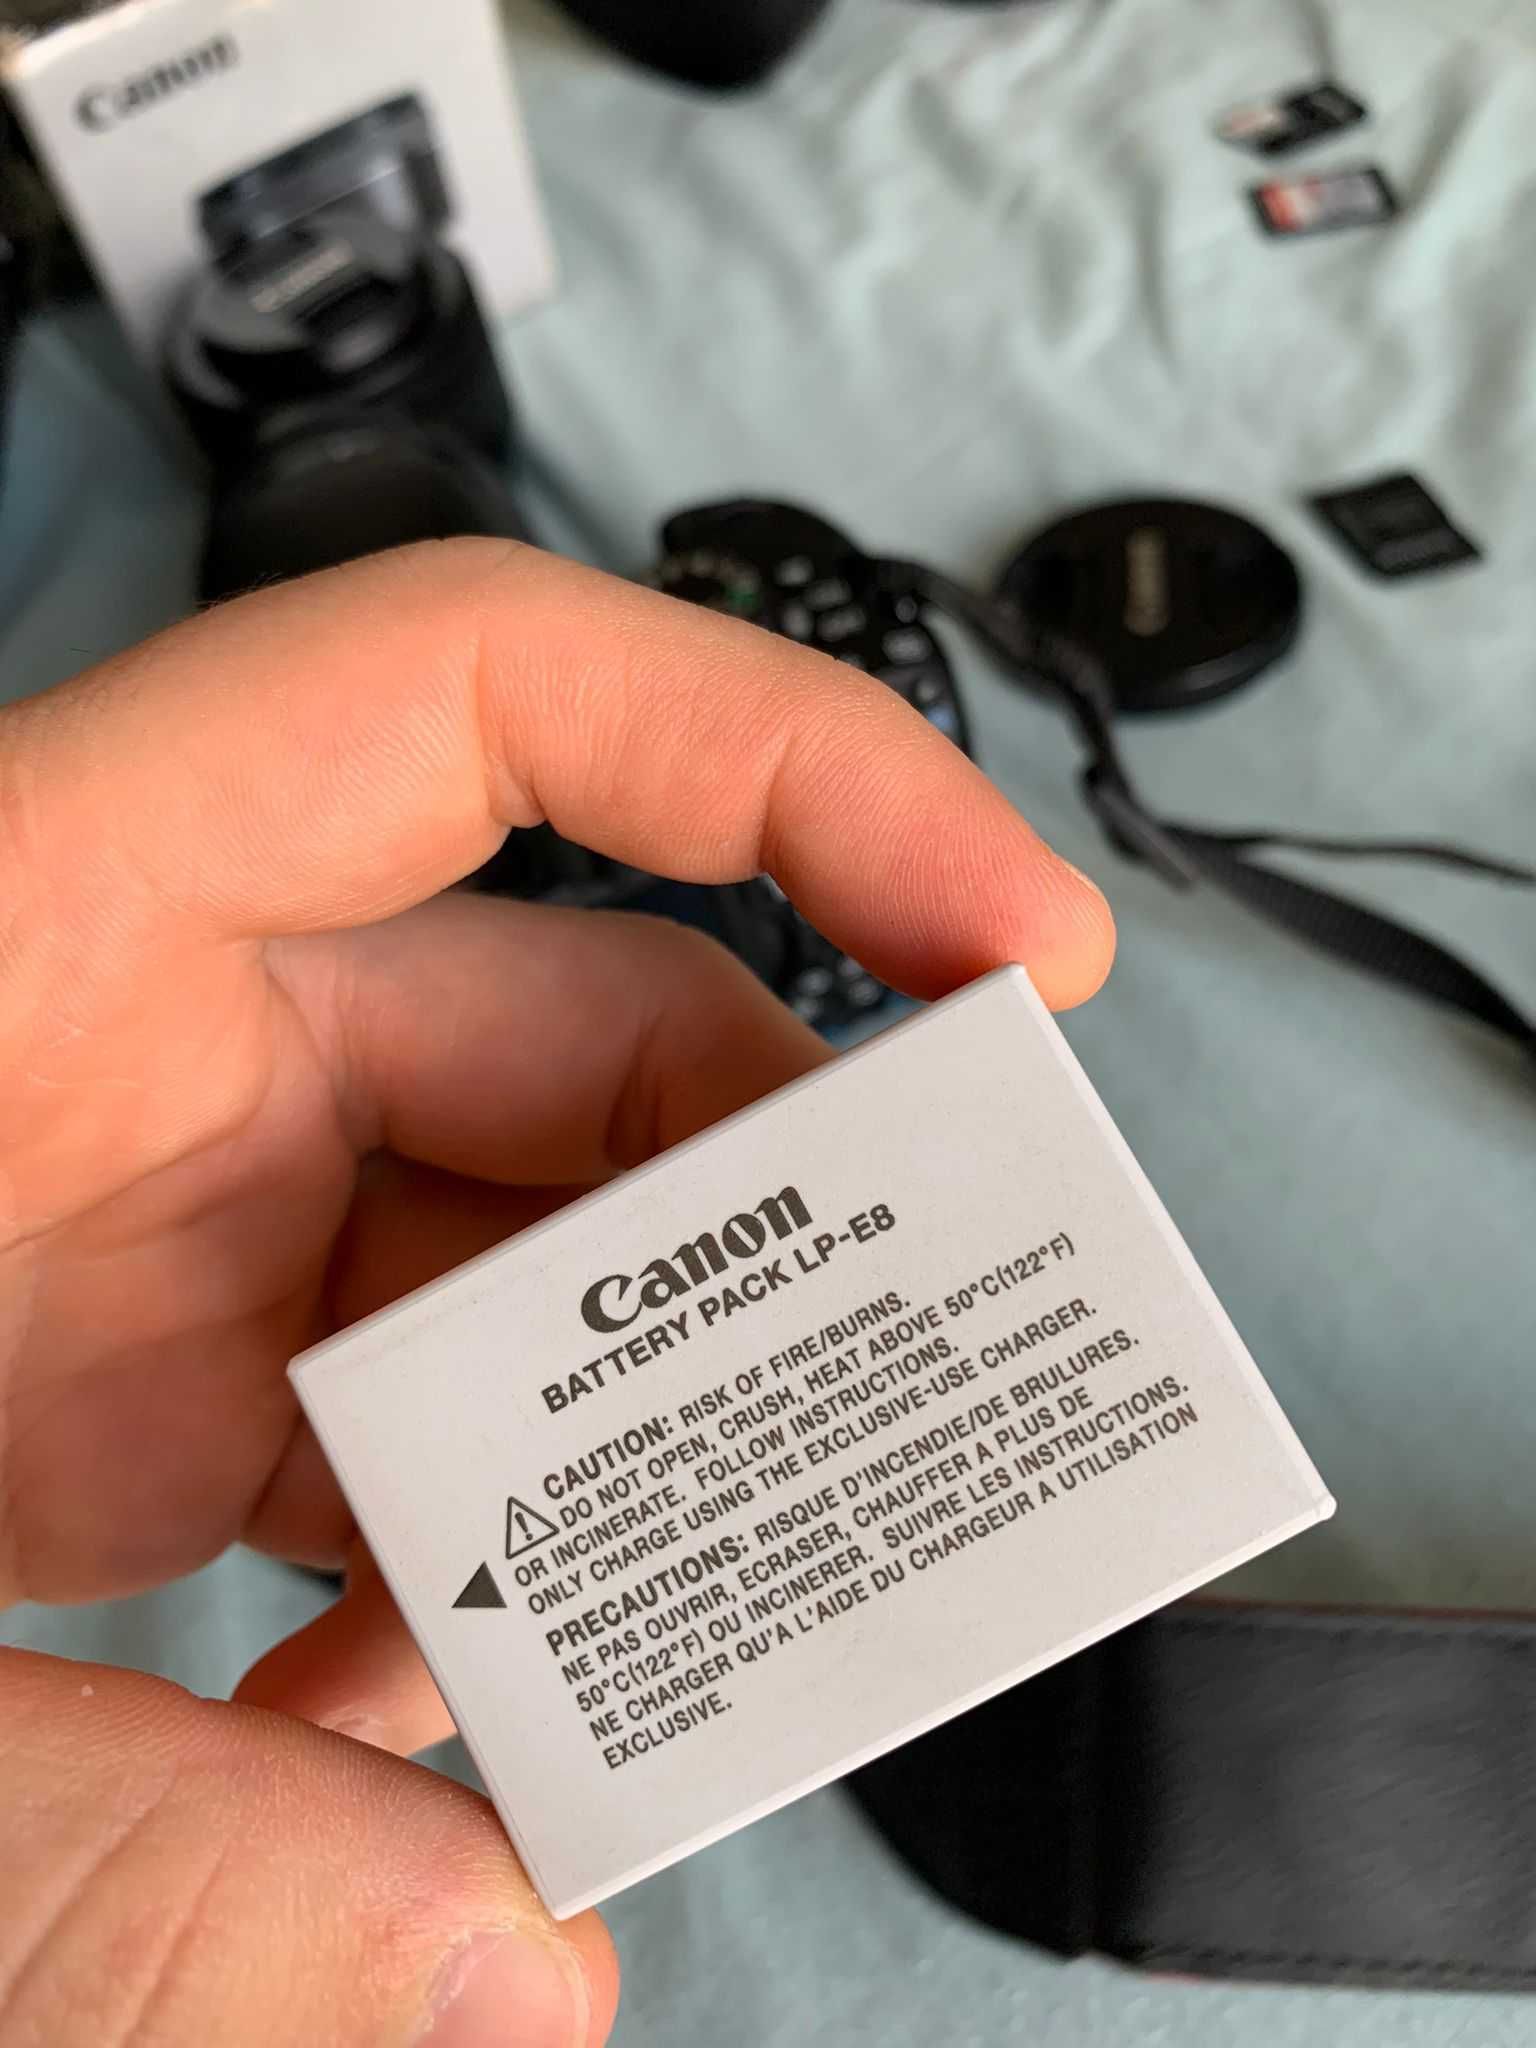 Canon
Canon
Canon
BATTERY PACK LP-E8
CAUTION: RISK OF FIRE/BURNS.
DO NOT OPEN, CRUSH, HEAT ABOVE 50°C(122°F)
OR INCINERATE. FOLLOW INSTRUCTIONS.
ONLY CHARGE USING THE EXCLUSIVE-USE CHARGER.
PRECAUTIONS: RISQUE D'INCENDIE/DE BRULURES.
NE PAS OUVRIR, ECRASER, CHAUFFER A PLUS DE
50°C(122°F) OU INCINERER. SUIVRE LES INSTRUCTIONS.
NE CHARGER QU'A L'AIDE DU CHARGEUR A UTILISATION
EXCLUSIVE.